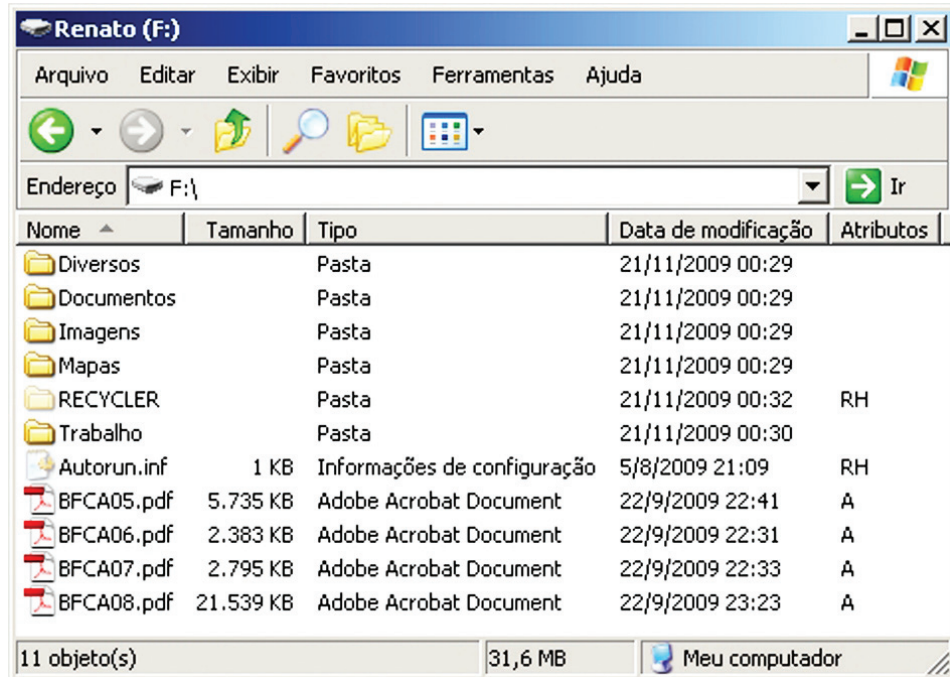 Renato (F:)
Arquivo Editar Exibir Favoritos Ferramentas Ajuda
Endereço F:\ Ir
Nome Tamanho Tipo Data de modificação Atributos
Diversos Pasta 21/11/2009 00:29
Documentos Pasta 21/11/2009 00:29
Imagens Pasta 21/11/2009 00:29
Mapas Pasta 21/11/2009 00:29
RECYCLER Pasta 21/11/2009 00:32 RH
Trabalho Pasta 21/11/2009 00:30
Autorun.inf 1 KB Informações de configuração 5/8/2009 21:09 RH
BFCA05.pdf 5.735 KB Adobe Acrobat Document 22/9/2009 22:41 A
BFCA06.pdf 2.383 KB Adobe Acrobat Document 22/9/2009 22:31 A
BFCA07.pdf 2.795 KB Adobe Acrobat Document 22/9/2009 22:33 A
BFCA08.pdf 21.539 KB Adobe Acrobat Document 22/9/2009 23:23 A
11 objeto(s) 31,6 MB Meu computador